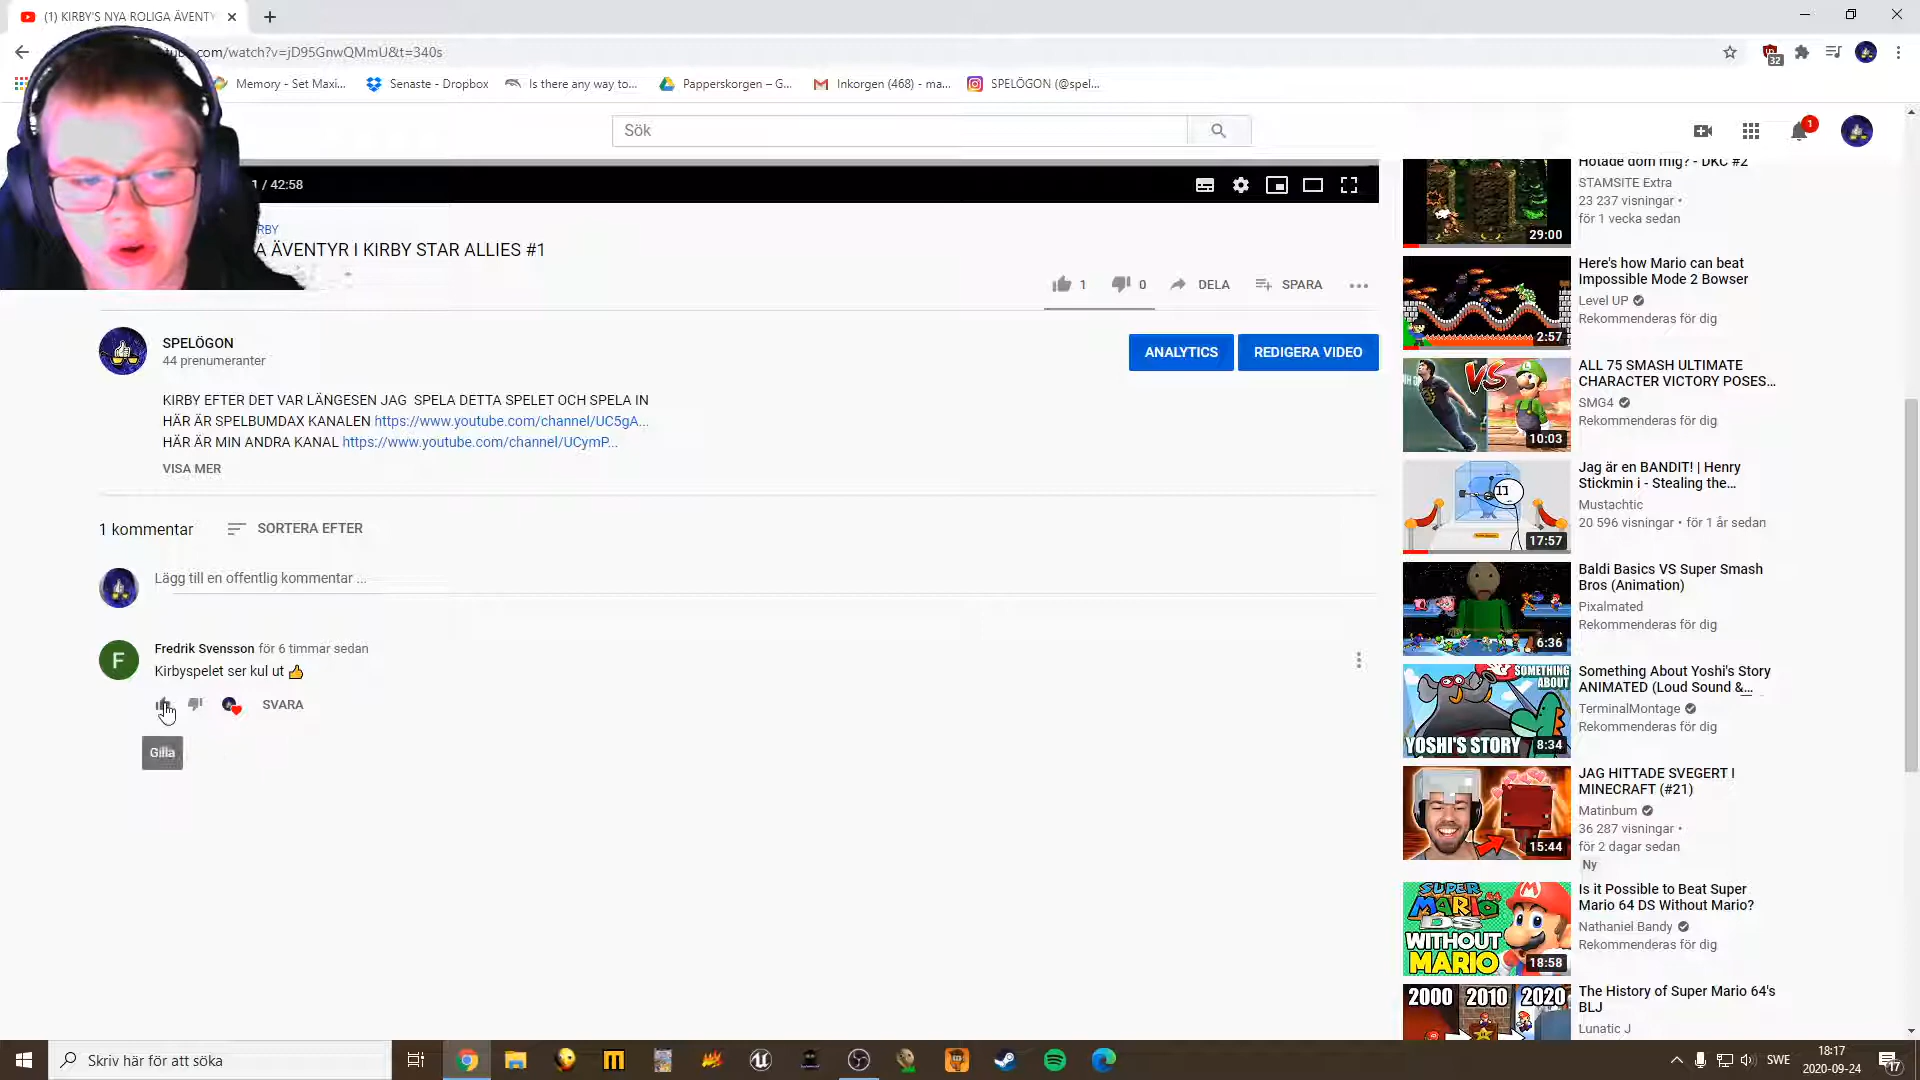 (1) KIRBY'S NYA ROLIGA ÄVENTY
.com/watch?v=jD95GnwQMmU&t=340s
32
Memory - Set Maxi...
Senaste - Dropbox
Is there any way to...
Papperskorgen – G...
Inkorgen (468) - ma...
SPELÖGON (@spel...
Sök
1
1 / 42:58
RBY
A ÄVENTYR I KIRBY STAR ALLIES #1
1
0
DELA
SPARA
SPELÖGON
44 prenumeranter
ANALYTICS
REDIGERA VIDEO
KIRBY EFTER DET VAR LÄNGESEN JAG SPELA DETTA SPELET OCH SPELA IN
HÄR ÄR SPELBUMDAX KANALEN https://www.youtube.com/channel/UC5gA...
HÄR ÄR MIN ANDRA KANAL https://www.youtube.com/channel/UCymP...
VISA MER
1 kommentar
SORTERA EFTER
Lägg till en offentlig kommentar ...
F
Fredrik Svensson för 6 timmar sedan
Kirbyspelet ser kul ut 👍
SVARA
Gilla
Hotade dom mig? - DKC #2
STAMSITE Extra
23 237 visningar •
för 1 vecka sedan
29:00
Here's how Mario can beat
Impossible Mode 2 Bowser
Level UP
Rekommenderas för dig
2:57
ALL 75 SMASH ULTIMATE
CHARACTER VICTORY POSES...
SMG4
Rekommenderas för dig
VS
10:03
Jag är en BANDIT! | Henry
Stickmin i - Stealing the...
Mustachtic
20 596 visningar • för 1 år sedan
17:57
Baldi Basics VS Super Smash
Bros (Animation)
Pixalmated
Rekommenderas för dig
6:36
Something About Yoshi's Story
ANIMATED (Loud Sound &...
TerminalMontage
Rekommenderas för dig
SOMETHING
ABOUT
YOSHI'S STORY
8:34
JAG HITTADE SVEGERT I
MINECRAFT (#21)
Matinbum
36 287 visningar •
för 2 dagar sedan
Ny
15:44
Is it Possible to Beat Super
Mario 64 DS Without Mario?
Nathaniel Bandy
Rekommenderas för dig
SUPER
MARIO 64
DS
WITHOUT
MARIO
18:58
The History of Super Mario 64's
BLJ
Lunatic J
2000 2010 2020
Skriv här för att söka
SWE
18:17
2020-09-24
17